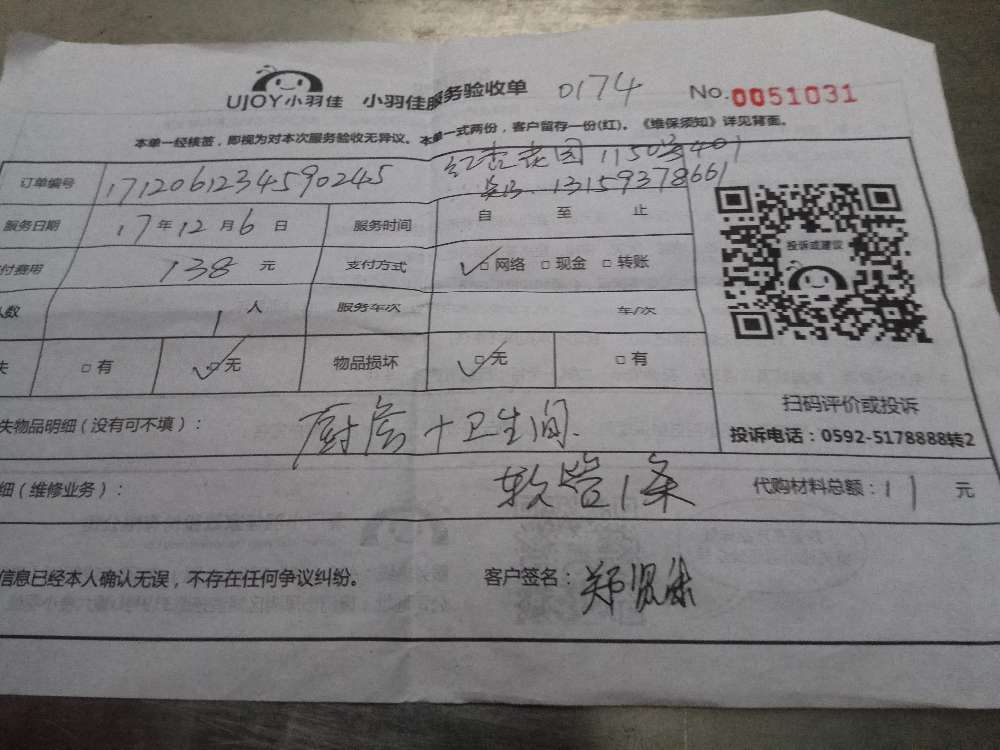 UJOY小羽佳 小羽佳服务验收单 0174 No.0051031
本单一经核签，即视为对本次服务验收无异议。本单一式两份，客户留存一份(红)。《维保须知》详见背面。
订单编号 1712061234590245
13159378661
服务日期 17年12月6日 服务时间 自 至 止
付费用 138元 支付方式 ✓□网络 □现金 □转账
人数 1人 服务车次 车/次
失 □有 ✓□无 物品损坏 ✓□无 □有
投诉或建议
扫码评价或投诉
投诉电话：0592-5178888转2
失物品明细（没有可不填）： 厨房+卫生间.
细（维修业务）： 软管1条 代购材料总额：11元
信息已经本人确认无误，不存在任何争议纠纷。 客户签名：郑